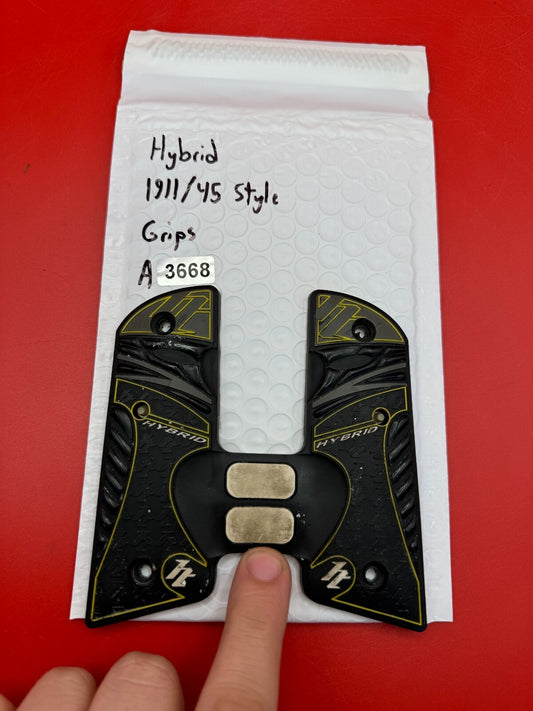 Hybrid
1911/45 Style
Grips
A 3668
HYBRID
HYBRID